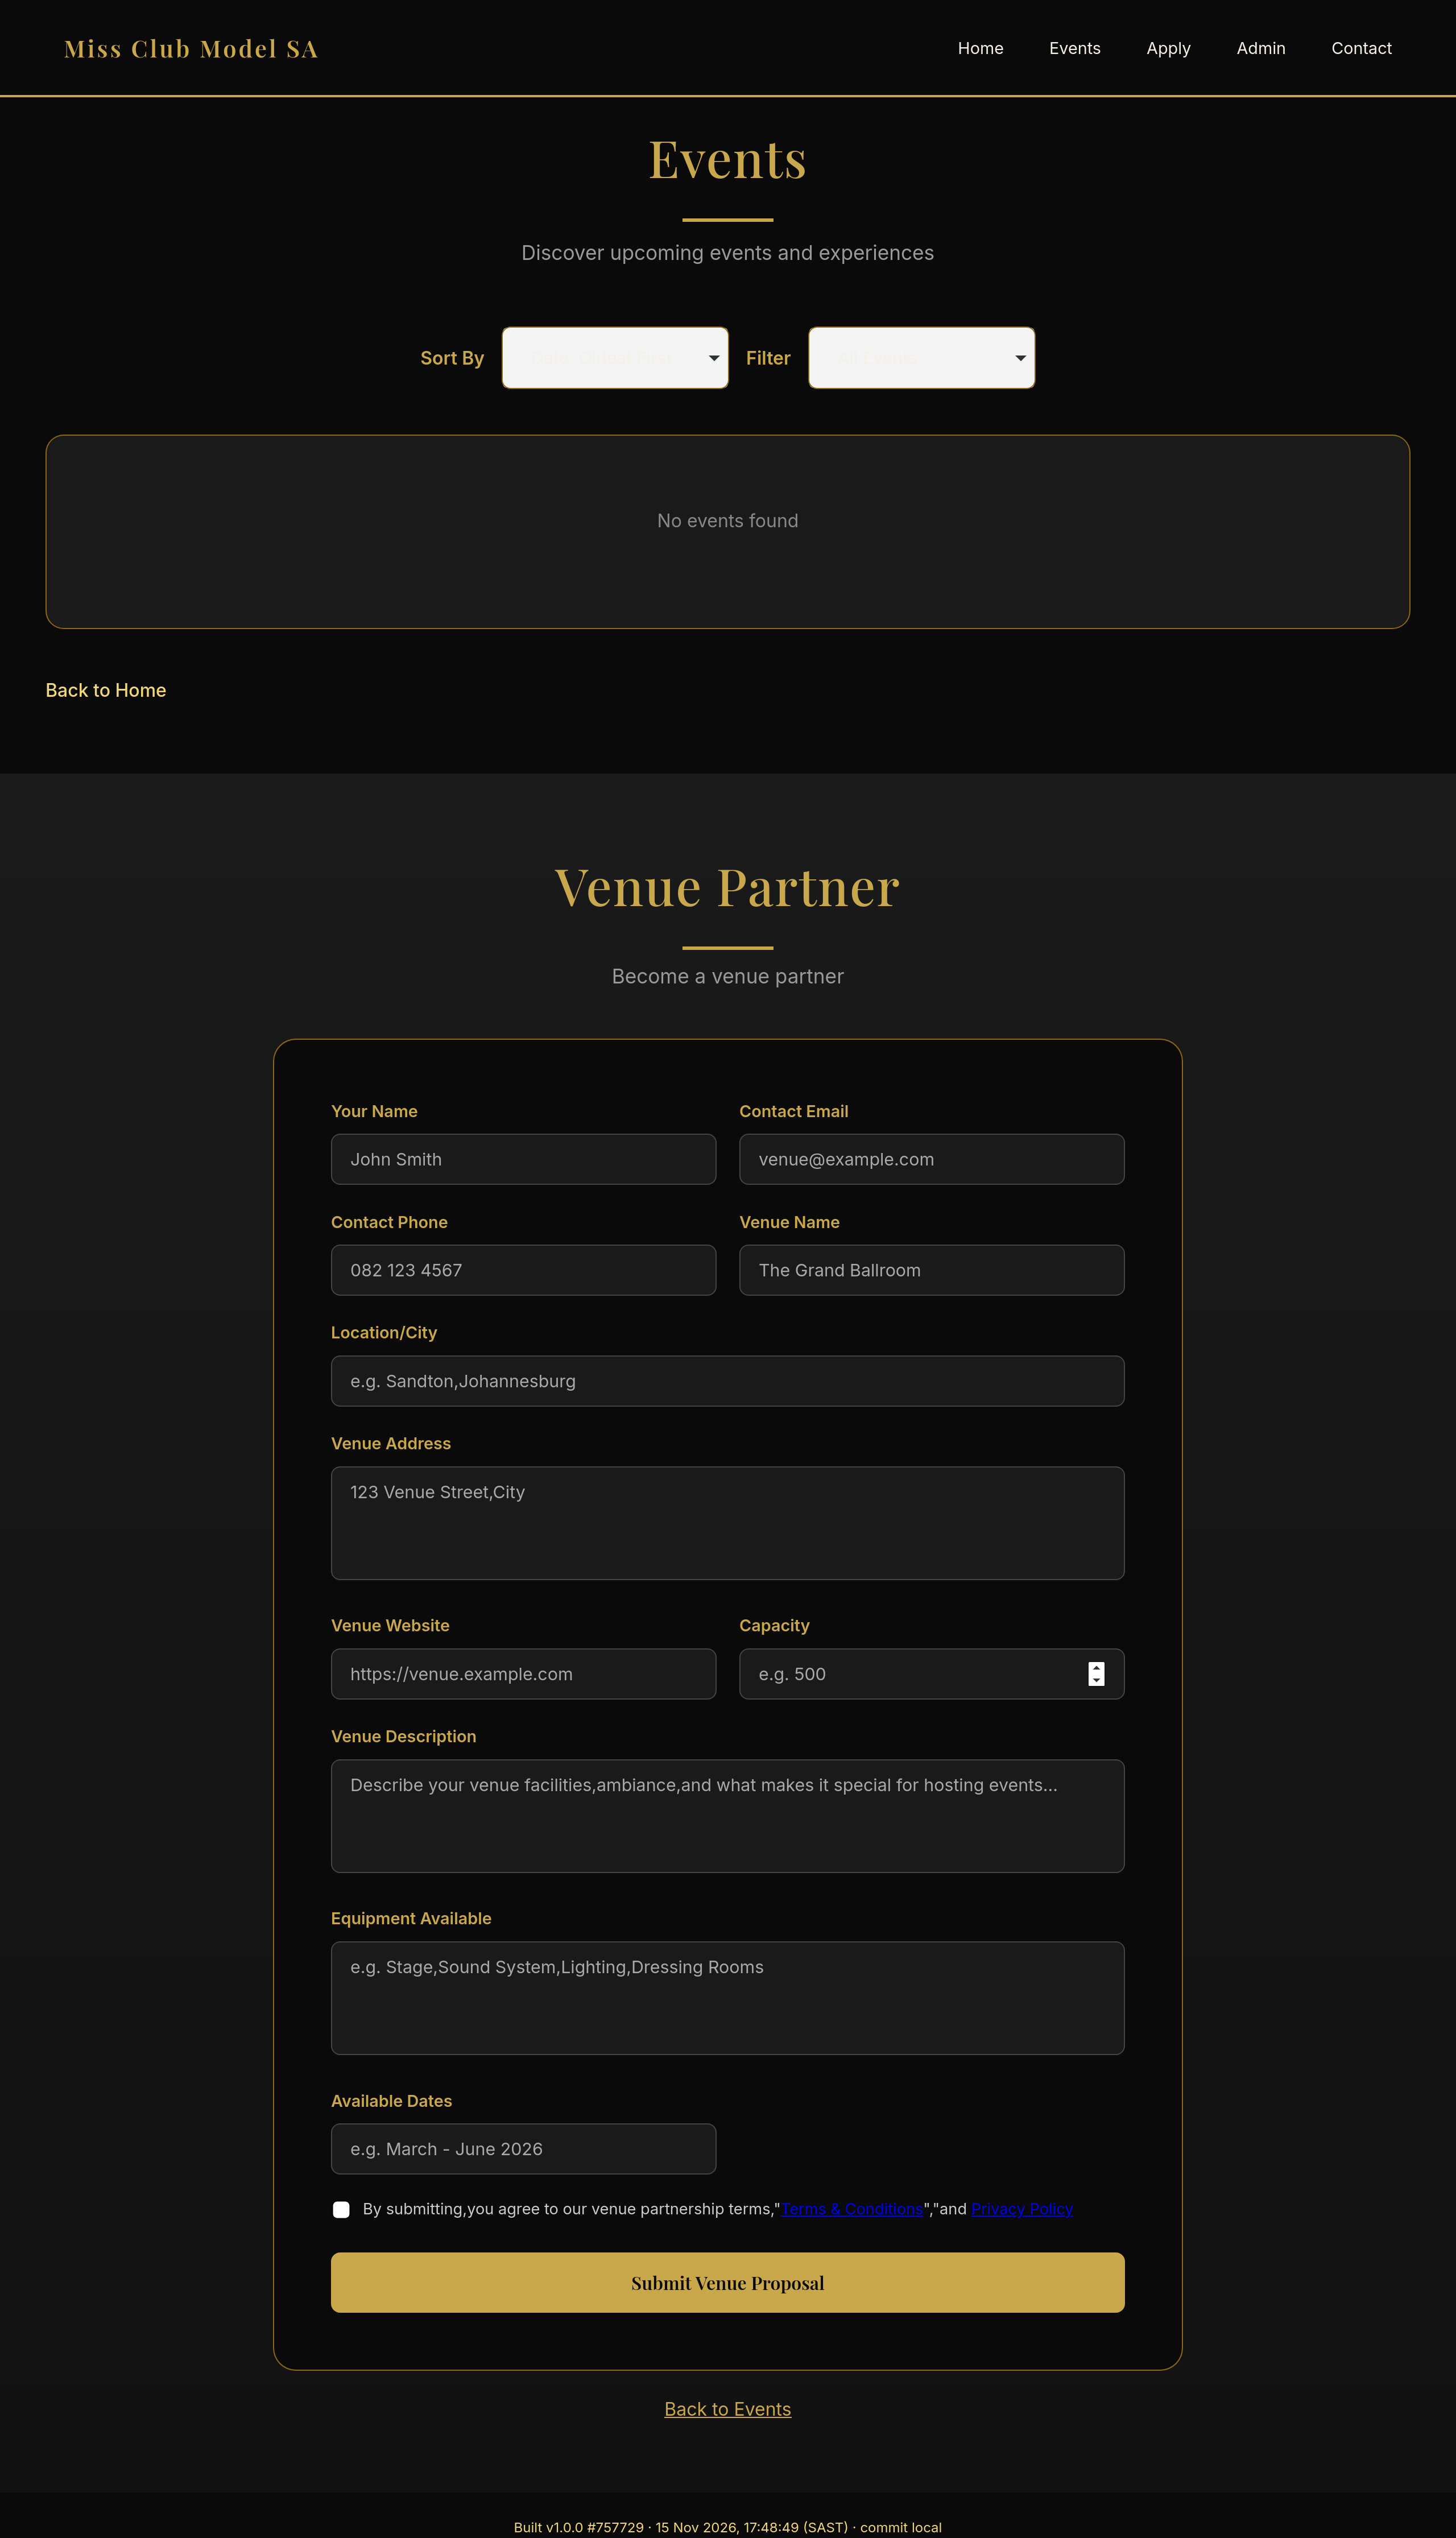 Miss Club Model SA
Home Events Apply Admin Contact
Events
Discover upcoming events and experiences
Sort By Date: Oldest First Filter All Events
No events found
Back to Home
Venue Partner
Become a venue partner
Your Name Contact Email
John Smith venue@example.com
Contact Phone Venue Name
082 123 4567 The Grand Ballroom
Location/City
e.g. Sandton,Johannesburg
Venue Address
123 Venue Street,City
Venue Website Capacity
https://venue.example.com e.g. 500
Venue Description
Describe your venue facilities,ambiance,and what makes it special for hosting events...
Equipment Available
e.g. Stage,Sound System,Lighting,Dressing Rooms
Available Dates
e.g. March - June 2026
By submitting,you agree to our venue partnership terms,"Terms & Conditions","and Privacy Policy
Submit Venue Proposal
Back to Events
Built v1.0.0 #757729 · 15 Nov 2026, 17:48:49 (SAST) · commit local